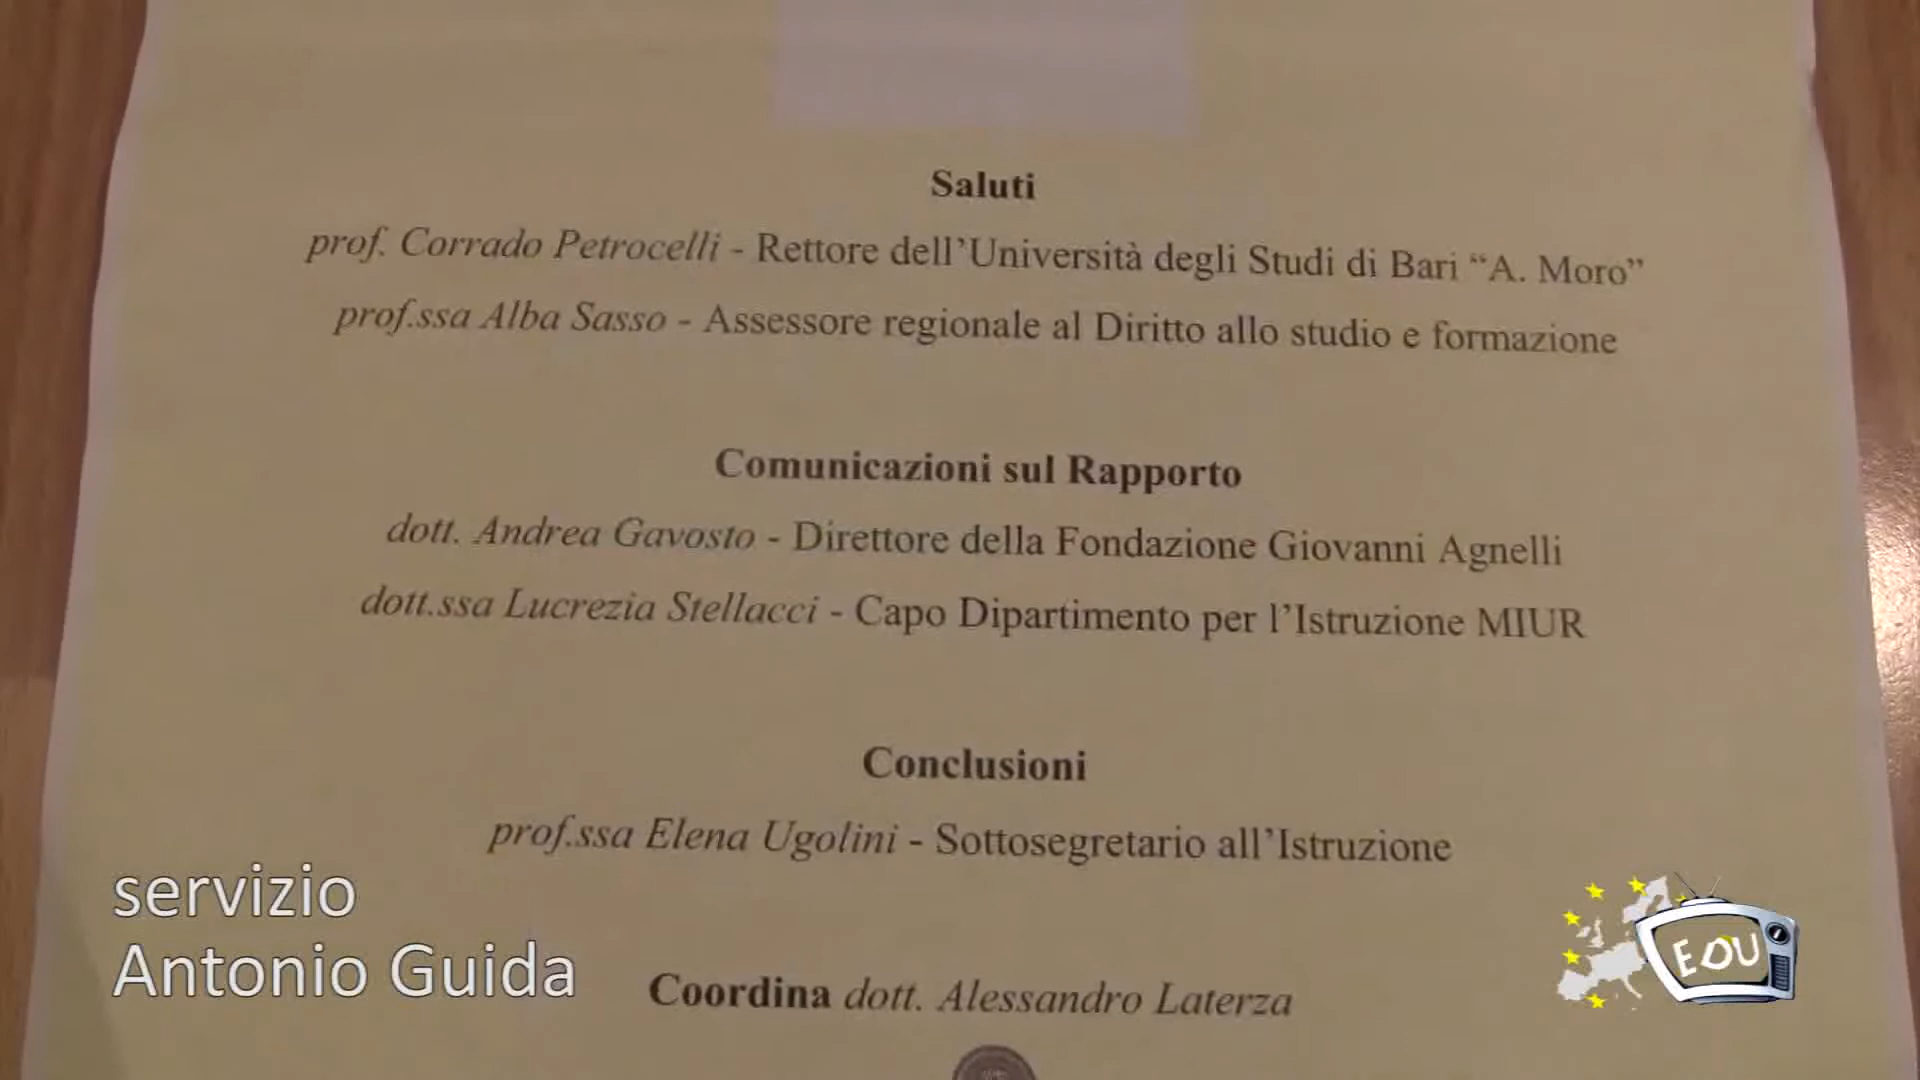 Saluti
prof. Corrado Petrocelli - Rettore dell’Università degli Studi di Bari “A. Moro”
prof.ssa Alba Sasso - Assessore regionale al Diritto allo studio e formazione
Comunicazioni sul Rapporto
dott. Andrea Gavosto - Direttore della Fondazione Giovanni Agnelli
dott.ssa Lucrezia Stellacci - Capo Dipartimento per l’Istruzione MIUR
Conclusioni
prof.ssa Elena Ugolini - Sottosegretario all’Istruzione
Coordina dott. Alessandro Laterza
servizio
Antonio Guida
EDU